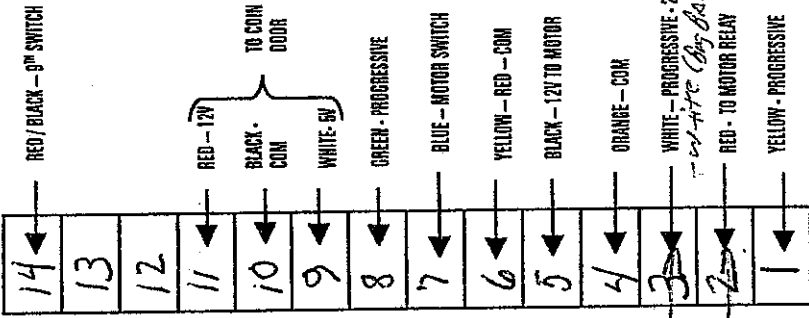 14 RED / BLACK – 9TH SWITCH
13
12
11 RED – 12V
10 BLACK - COM
9 WHITE - 5V
TO COIN DOOR
8 GREEN - PROGRESSIVE
7 BLUE – MOTOR SWITCH
6 YELLOW – RED – COM
5 BLACK – 12V TO MOTOR
4 ORANGE – COM
3 WHITE – PROGRESSIVE - 2
WHITE
2 RED - TO MOTOR RELAY
1 YELLOW - PROGRESSIVE